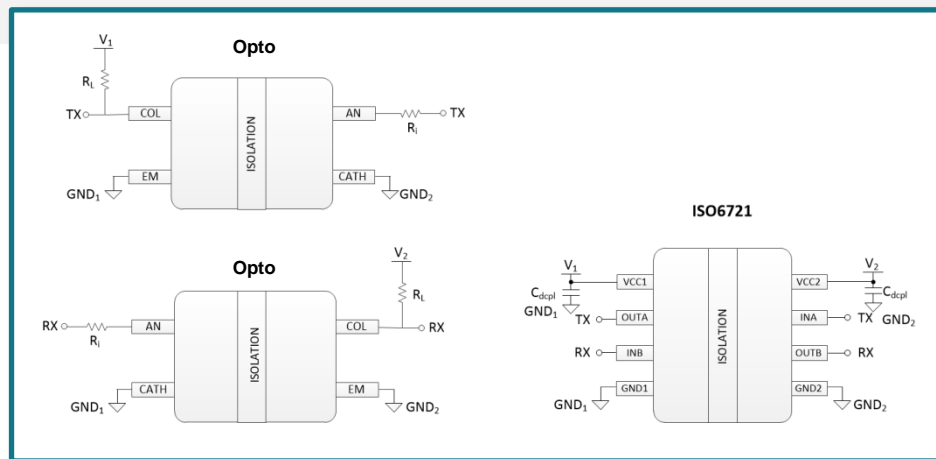 Opto
V1
RL
TX
COL
AN
Ri
TX
ISOLATION
EM
CATH
GND1
GND2
Opto
V2
RL
RX
Ri
AN
COL
RX
ISOLATION
CATH
EM
GND1
GND2
ISO6721
V1
V2
VCC1
VCC2
Cdcpl
Cdcpl
GND1
GND2
TX
OUTA
INA
TX
ISOLATION
RX
INB
OUTB
RX
GND1
GND2
GND1
GND2